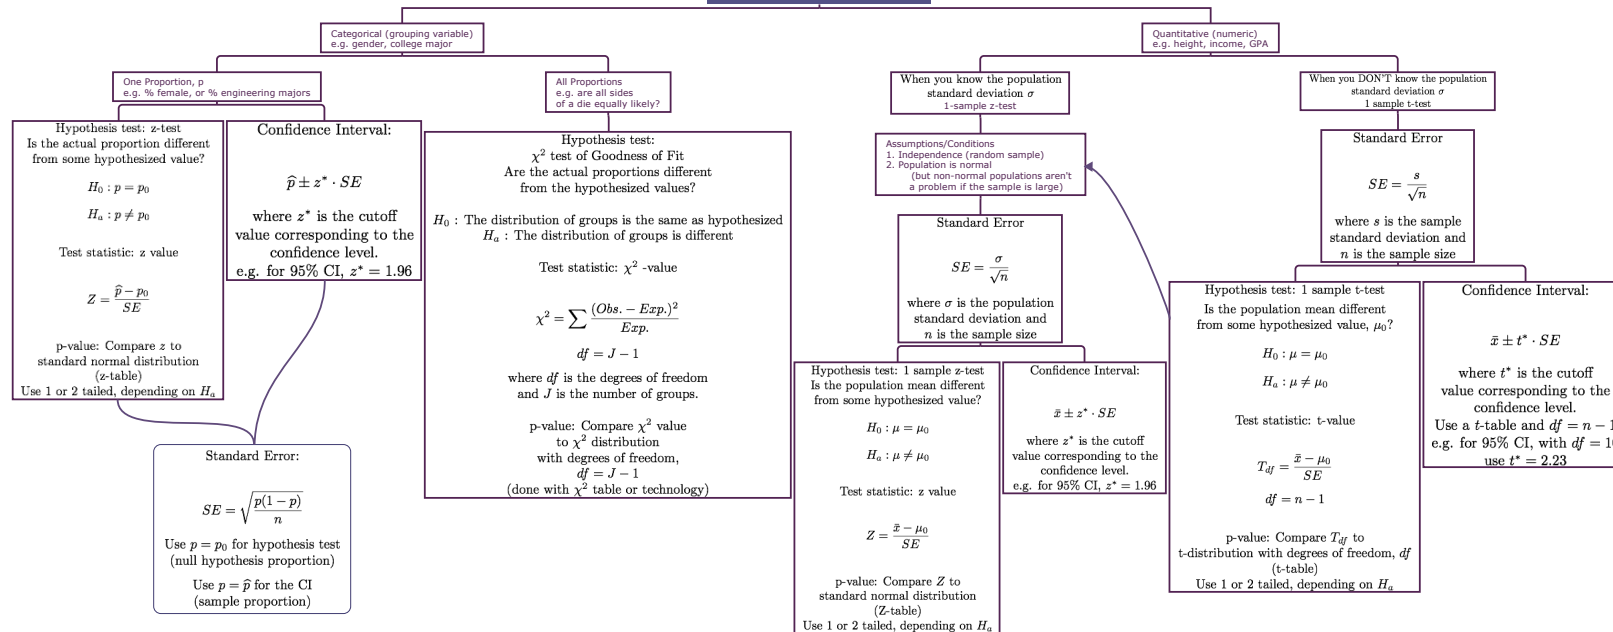 Categorical (grouping variable)
e.g. gender, college major
Quantitative (numeric)
e.g. height, income, GPA
One Proportion, p
e.g. % female, or % engineering majors
All Proportions
e.g. are all sides
of a die equally likely?
When you know the population
standard deviation σ
1-sample z-test
When you DON'T know the population
standard deviation σ
1 sample t-test
Hypothesis test: z-test
Is the actual proportion different
from some hypothesized value?
H₀ : p = p₀
Hₐ : p ≠ p₀
Test statistic: z value
Z = (p̂ − p₀)/SE
p-value: Compare z to
standard normal distribution
(z-table)
Use 1 or 2 tailed, depending on Hₐ
Confidence Interval:
p̂ ± z* · SE
where z* is the cutoff
value corresponding to the
confidence level.
e.g. for 95% CI, z* = 1.96
Standard Error:
SE = √(p(1 − p)/n)
Use p = p₀ for hypothesis test
(null hypothesis proportion)
Use p = p̂ for the CI
(sample proportion)
Hypothesis test:
χ² test of Goodness of Fit
Are the actual proportions different
from the hypothesized values?
H₀ : The distribution of groups is the same as hypothesized
Hₐ : The distribution of groups is different
Test statistic: χ² -value
χ² = ∑ (Obs. − Exp.)²/Exp.
df = J − 1
where df is the degrees of freedom
and J is the number of groups.
p-value: Compare χ² value
to χ² distribution
with degrees of freedom,
df = J − 1
(done with χ² table or technology)
Assumptions/Conditions
1. Independence (random sample)
2. Population is normal
(but non-normal populations aren't
a problem if the sample is large)
Standard Error
SE = σ/√n
where σ is the population
standard deviation and
n is the sample size
Hypothesis test: 1 sample z-test
Is the population mean different
from some hypothesized value?
H₀ : μ = μ₀
Hₐ : μ ≠ μ₀
Test statistic: z value
Z = (x̄ − μ₀)/SE
p-value: Compare Z to
standard normal distribution
(Z-table)
Use 1 or 2 tailed, depending on Hₐ
Confidence Interval:
x̄ ± z* · SE
where z* is the cutoff
value corresponding to the
confidence level.
e.g. for 95% CI, z* = 1.96
Standard Error
SE = s/√n
where s is the sample
standard deviation and
n is the sample size
Hypothesis test: 1 sample t-test
Is the population mean different
from some hypothesized value, μ₀?
H₀ : μ = μ₀
Hₐ : μ ≠ μ₀
Test statistic: t-value
T_df = (x̄ − μ₀)/SE
df = n − 1
p-value: Compare T_df to
t-distribution with degrees of freedom, df
(t-table)
Use 1 or 2 tailed, depending on Hₐ
Confidence Interval:
x̄ ± t* · SE
where t* is the cutoff
value corresponding to the
confidence level.
Use a t-table and df = n − 1
e.g. for 95% CI, with df =
use t* = 2.23